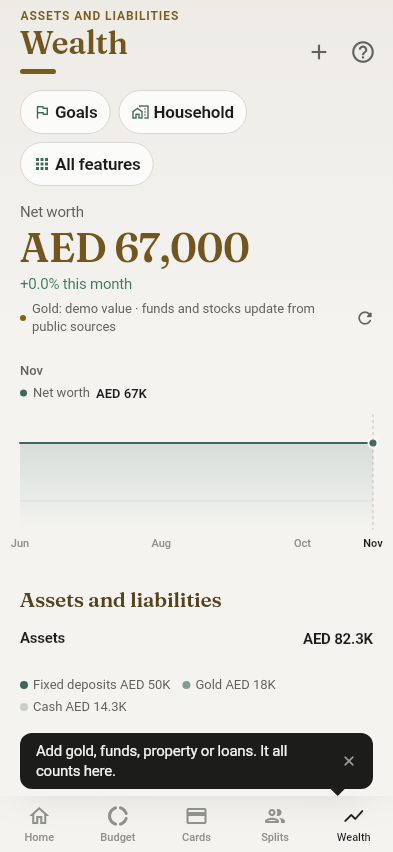 ASSETS AND LIABILITIES
Wealth
Goals
Household
All features
Net worth
AED 67,000
+0.0% this month
Gold: demo value · funds and stocks update from
public sources
Nov
Net worth AED 67K
Jun Aug Oct Nov
Assets and liabilities
Assets AED 82.3K
Fixed deposits AED 50K Gold AED 18K
Cash AED 14.3K
Add gold, funds, property or loans. It all
counts here.
Home Budget Cards Splits Wealth